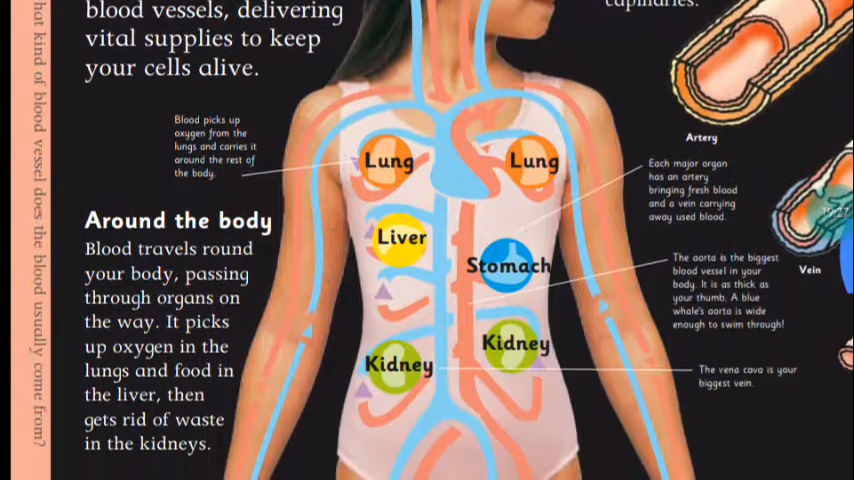 hat kind of blood vessel does the blood usually come from?
blood vessels, delivering
vital supplies to keep
your cells alive.
capillaries.
Blood picks up
oxygen from the
lungs and carries it
around the rest of
the body.
Around the body
Blood travels round
your body, passing
through organs on
the way. It picks
up oxygen in the
lungs and food in
the liver, then
gets rid of waste
in the kidneys.
Lung
Lung
Liver
Stomach
Kidney
Kidney
Artery
Each major organ
has an artery
bringing fresh blood
and a vein carrying
away used blood.
19:27
Vein
The aorta is the biggest
blood vessel in your
body. It is as thick as
your thumb. A blue
whale's aorta is wide
enough to swim through!
The vena cava is your
biggest vein.